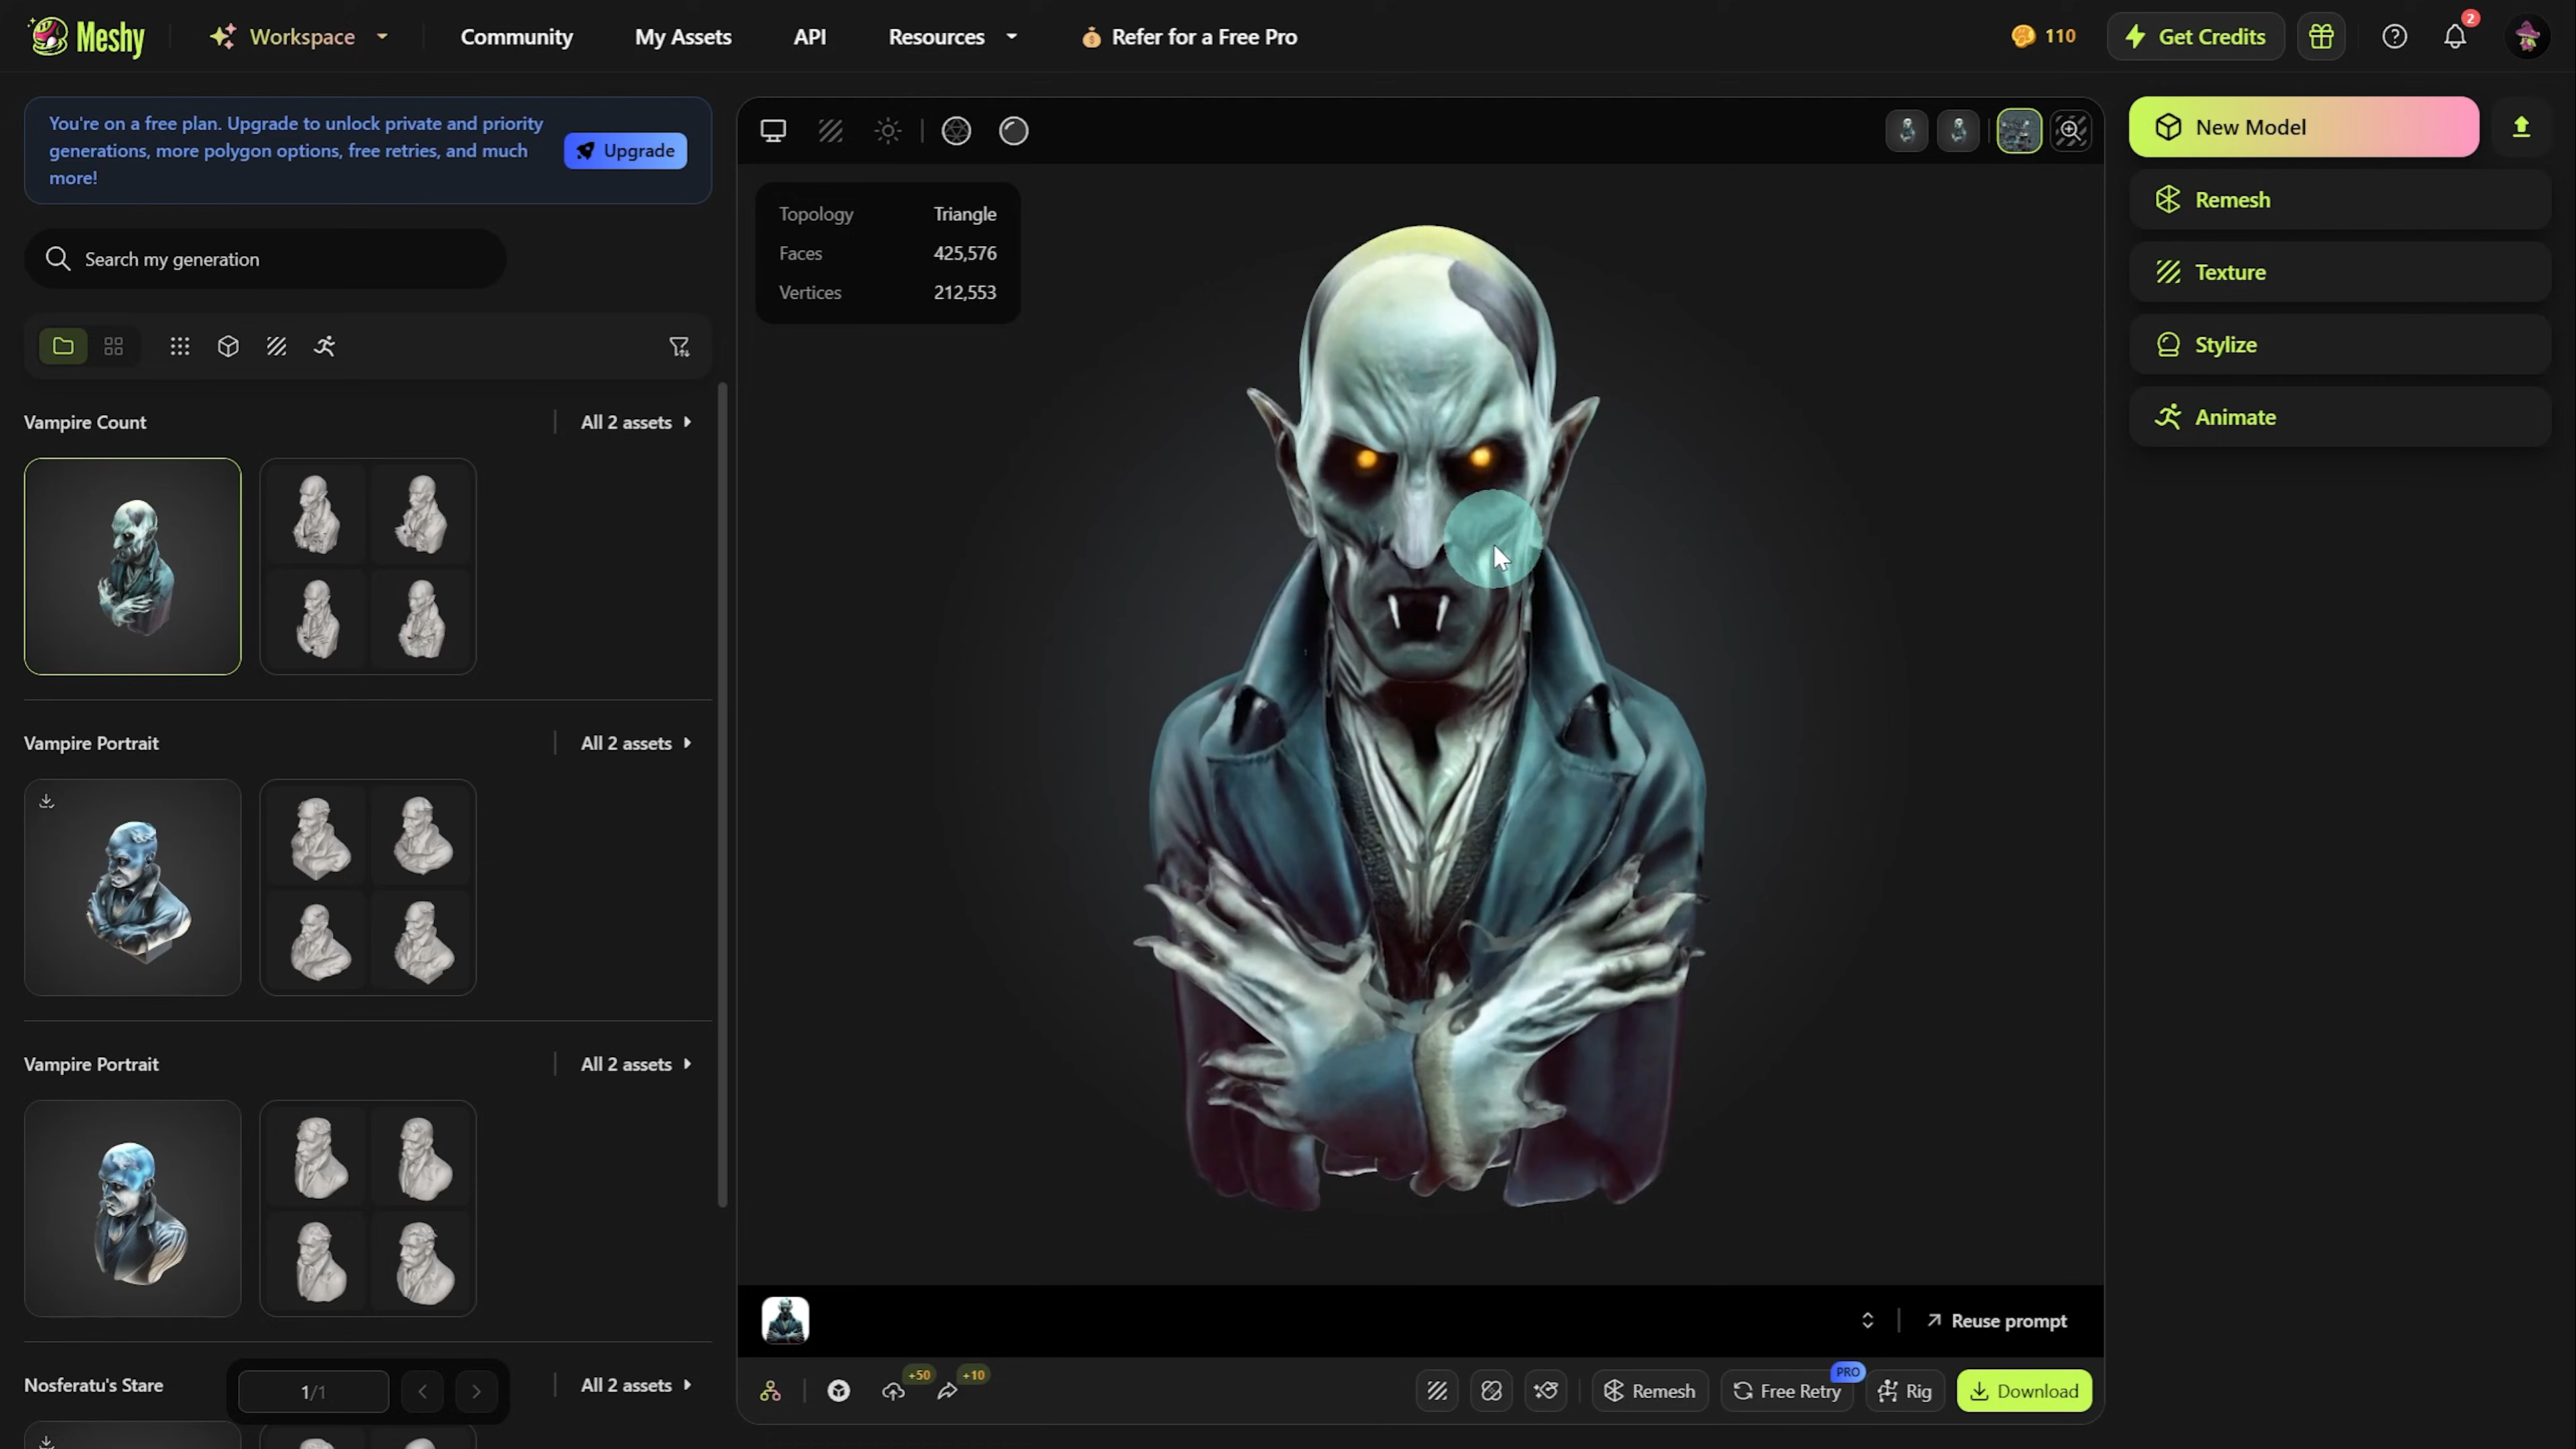 Meshy
Workspace
Community
My Assets
API
Resources
Refer for a Free Pro
110
Get Credits
2
You're on a free plan. Upgrade to unlock private and priority
generations, more polygon options, free retries, and much
more!
Upgrade
Search my generation
Vampire Count
All 2 assets
Vampire Portrait
All 2 assets
Vampire Portrait
All 2 assets
Nosferatu's Stare
1/1
All 2 assets
Topology Triangle
Faces 425,576
Vertices 212,553
Reuse prompt
+50
+10
Remesh
Free Retry
PRO
Rig
Download
New Model
Remesh
Texture
Stylize
Animate